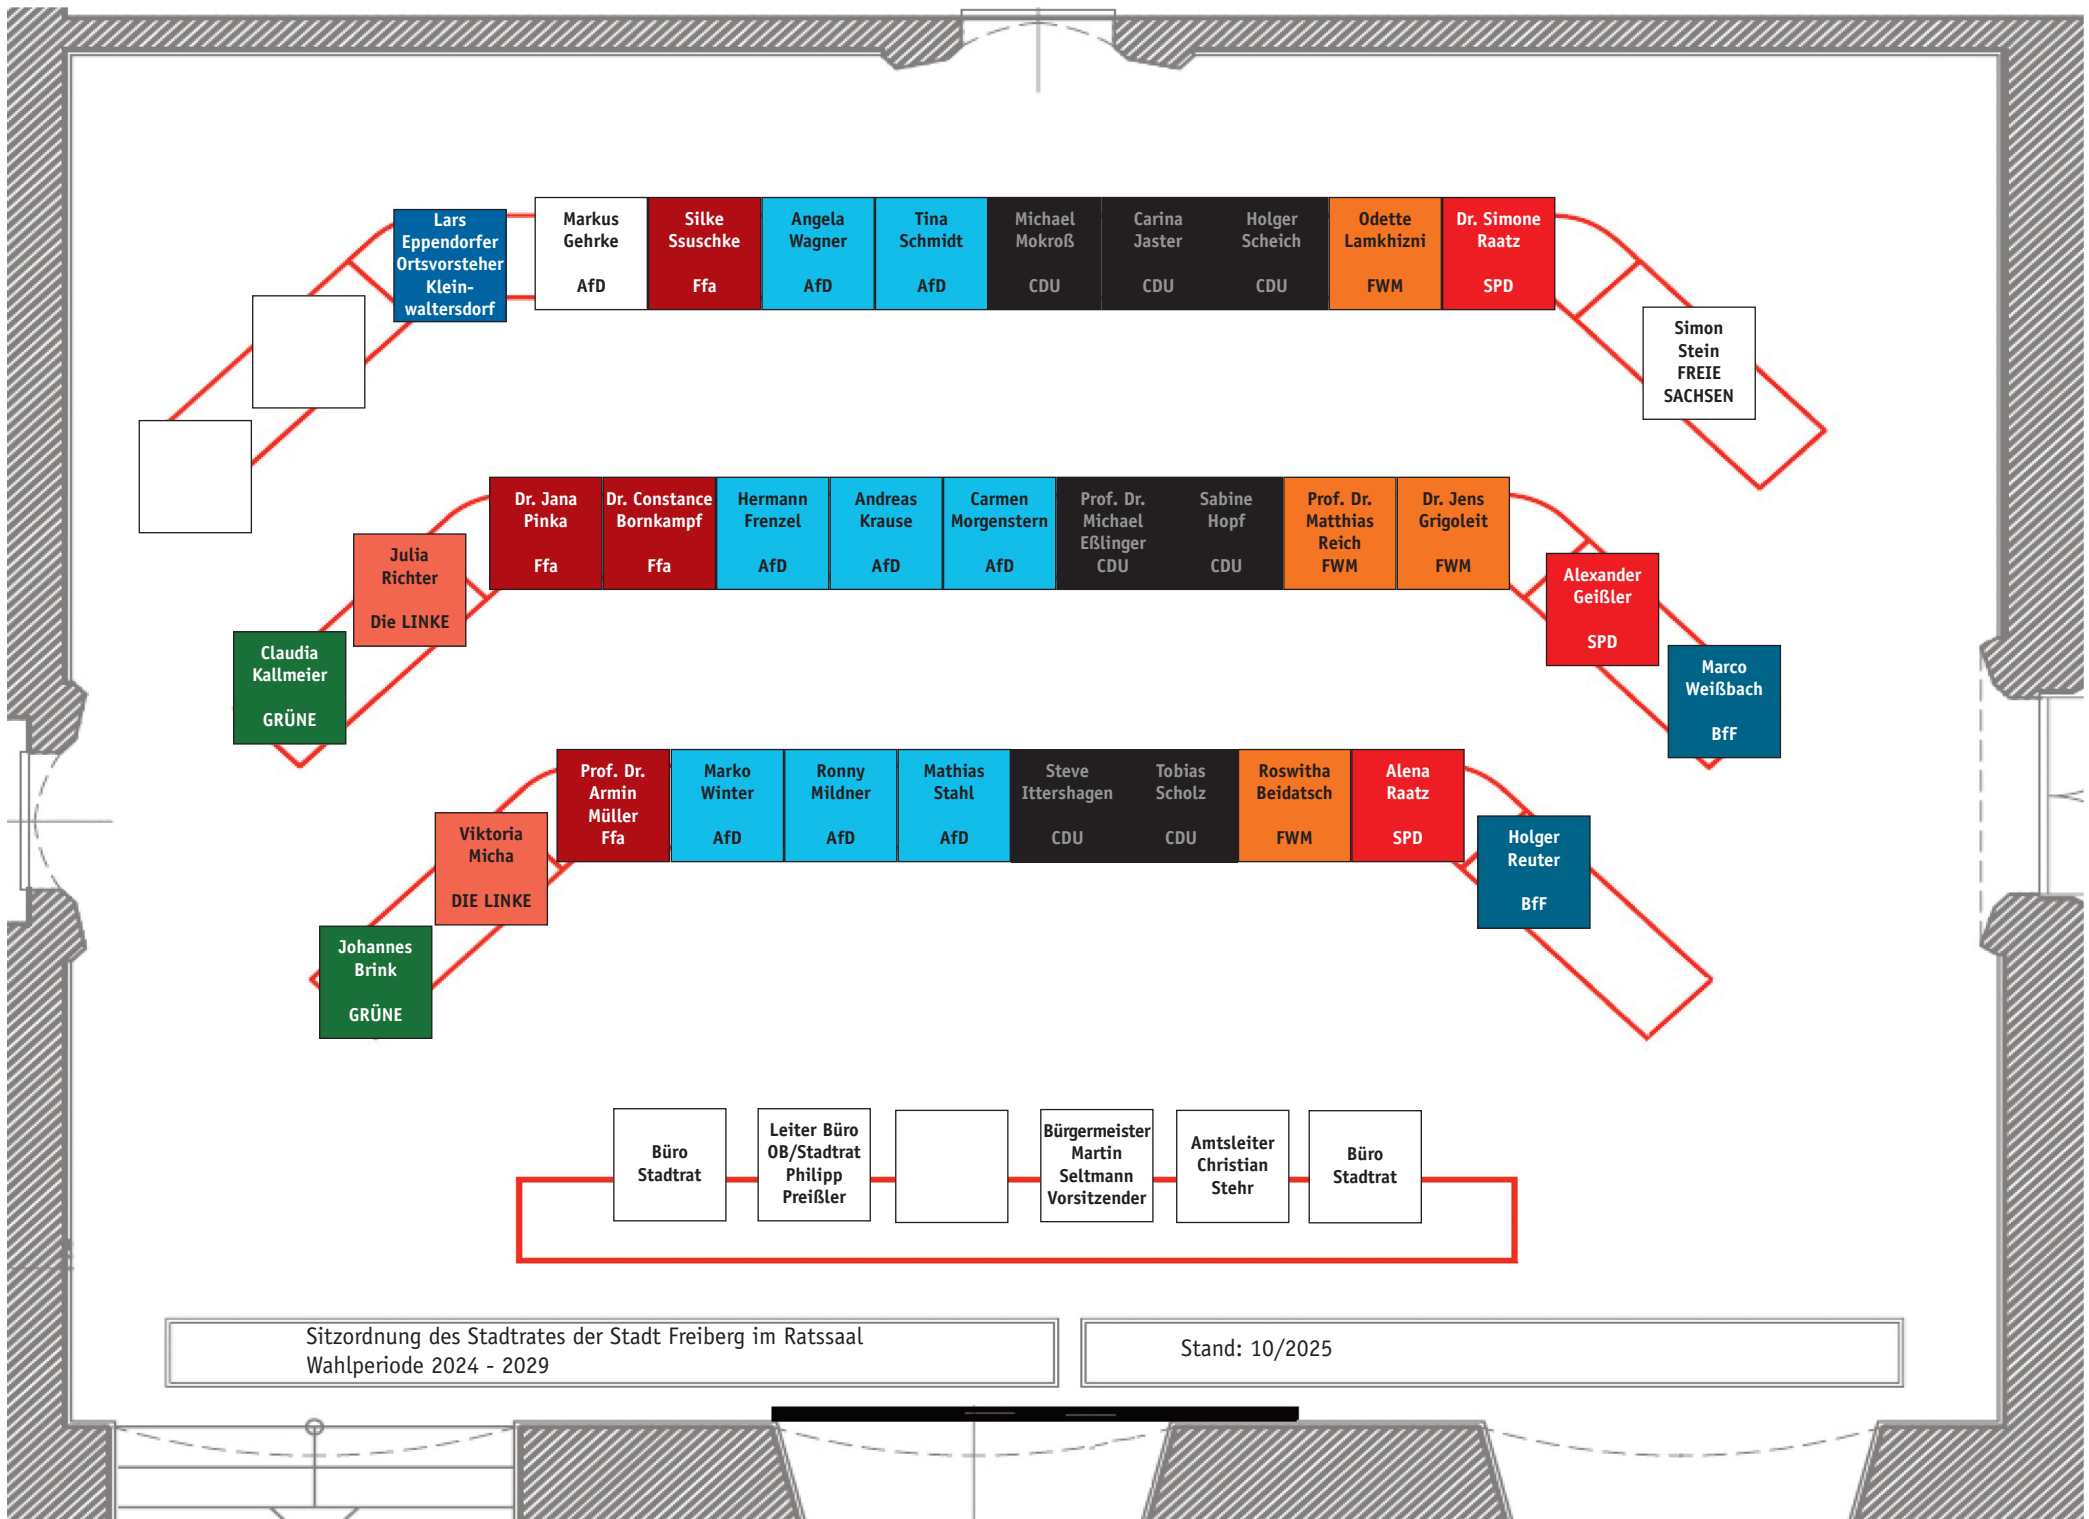 Lars
Eppendorfer
Ortsvorsteher
Klein-
waltersdorf
Markus
Gehrke
AfD
Silke
Ssuschke
Ffa
Angela
Wagner
AfD
Tina
Schmidt
AfD
Michael
Mokroß
CDU
Carina
Jaster
CDU
Holger
Scheich
CDU
Odette
Lamkhizni
FWM
Dr. Simone
Raatz
SPD
Simon
Stein
FREIE
SACHSEN
Claudia
Kallmeier
GRÜNE
Julia
Richter
Die LINKE
Dr. Jana
Pinka
Ffa
Dr. Constance
Bornkampf
Ffa
Hermann
Frenzel
AfD
Andreas
Krause
AfD
Carmen
Morgenstern
AfD
Prof. Dr.
Michael
Eßlinger
CDU
Sabine
Hopf
CDU
Prof. Dr.
Matthias
Reich
FWM
Dr. Jens
Grigoleit
FWM
Alexander
Geißler
SPD
Marco
Weißbach
BfF
Johannes
Brink
GRÜNE
Viktoria
Micha
DIE LINKE
Prof. Dr.
Armin
Müller
Ffa
Marko
Winter
AfD
Ronny
Mildner
AfD
Mathias
Stahl
AfD
Steve
Ittershagen
CDU
Tobias
Scholz
CDU
Roswitha
Beidatsch
FWM
Alena
Raatz
SPD
Holger
Reuter
BfF
Büro
Stadtrat
Leiter Büro
OB/Stadtrat
Philipp
Preißler
Bürgermeister
Martin
Seltmann
Vorsitzender
Amtsleiter
Christian
Stehr
Büro
Stadtrat
Sitzordnung des Stadtrates der Stadt Freiberg im Ratssaal
Wahlperiode 2024 - 2029
Stand: 10/2025